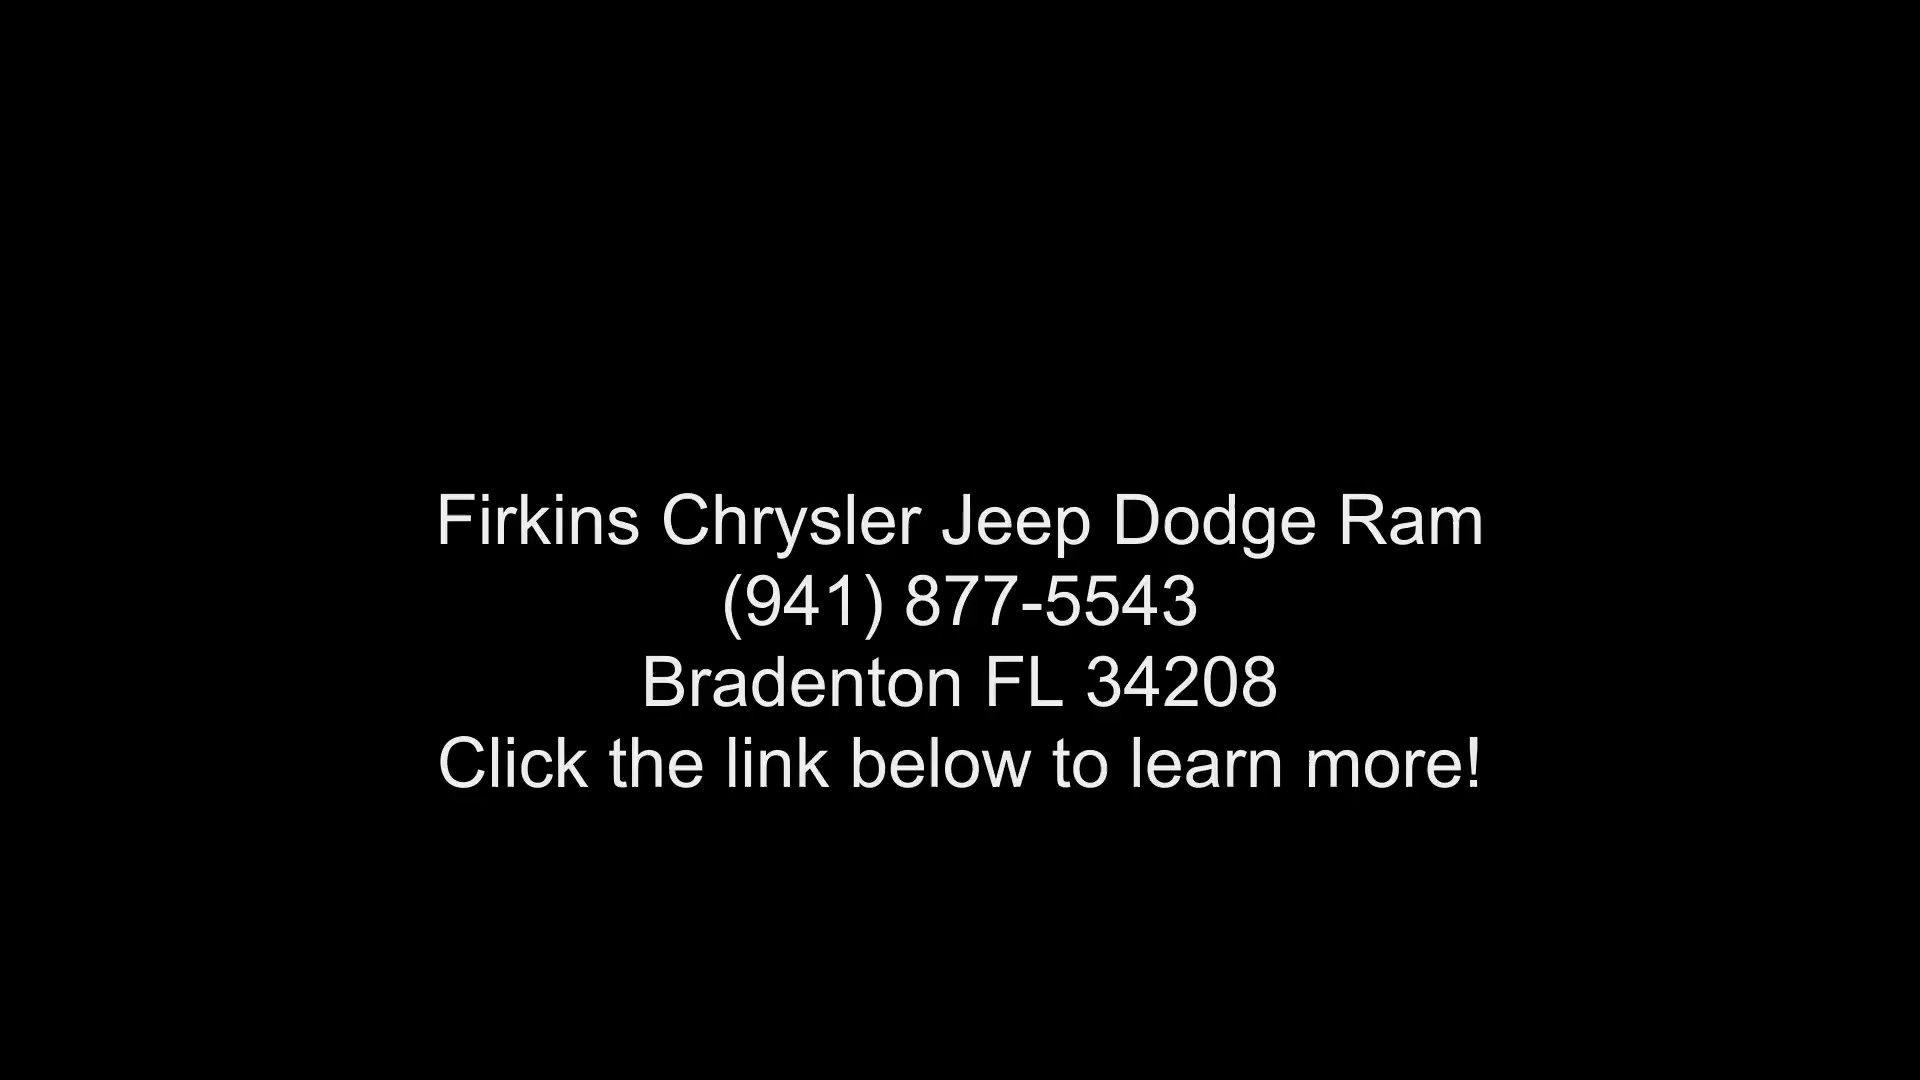 Firkins Chrysler Jeep Dodge Ram
(941) 877-5543
Bradenton FL 34208
Click the link below to learn more!